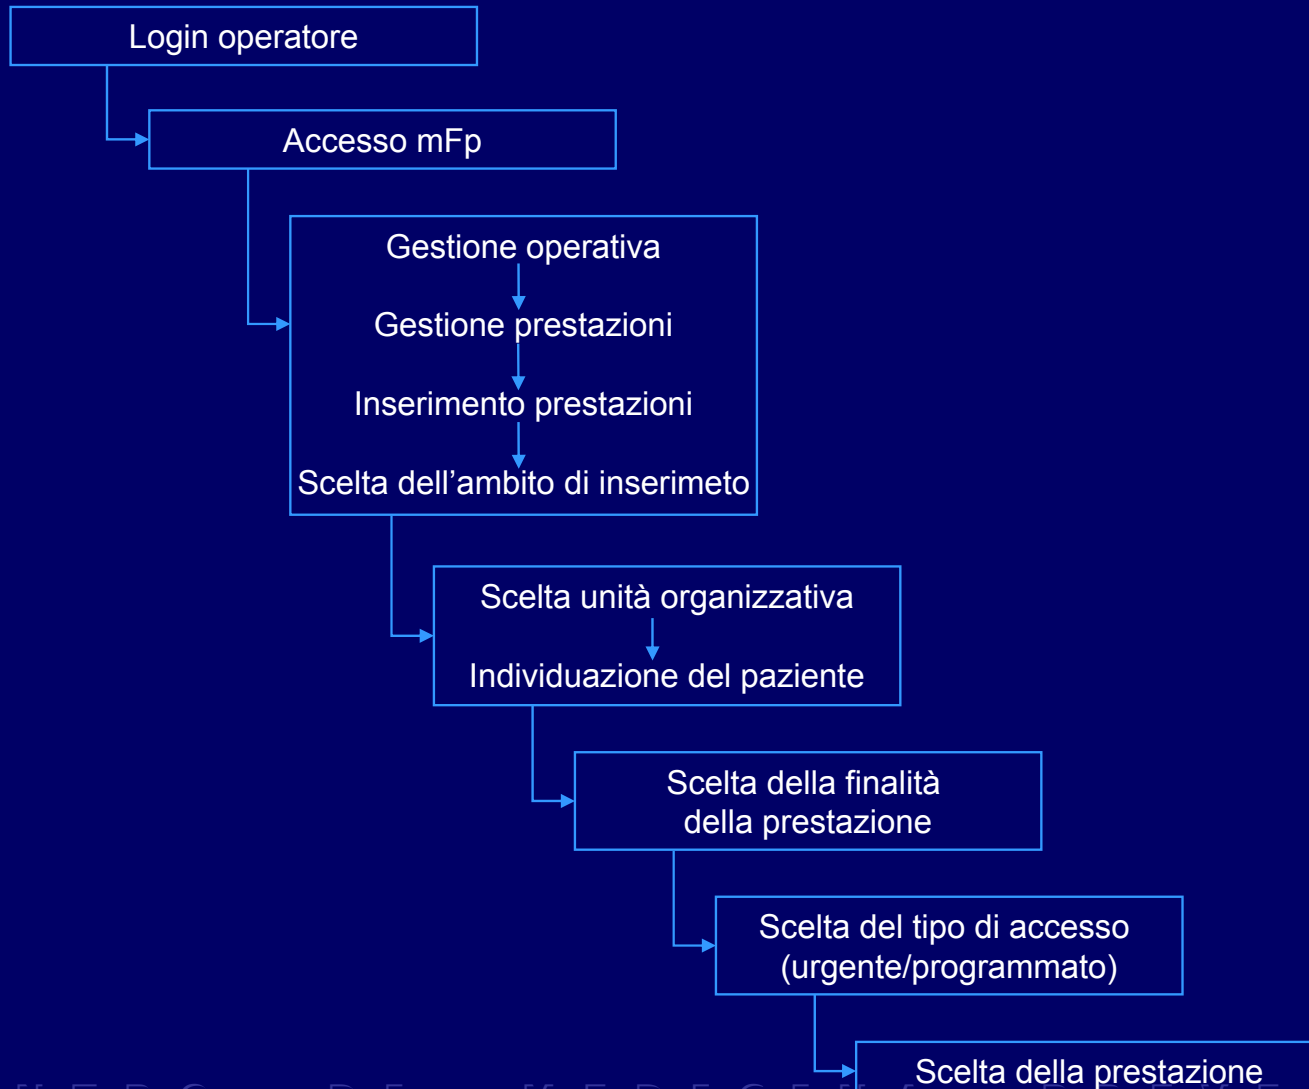 Login operatore
Accesso mFp
Gestione operativa
Gestione prestazioni
Inserimento prestazioni
Scelta dell’ambito di inserimeto
Scelta unità organizzativa
Individuazione del paziente
Scelta della finalità
della prestazione
Scelta del tipo di accesso
(urgente/programmato)
Scelta della prestazione